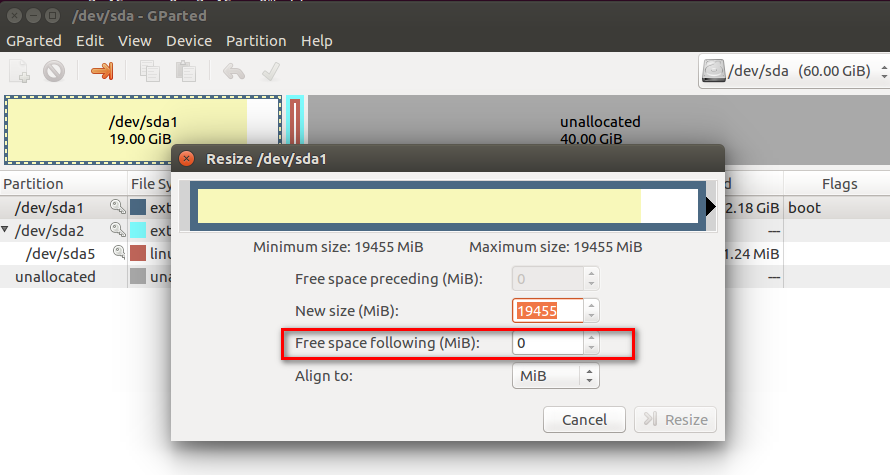 /dev/sda - GParted
GParted Edit View Device Partition Help
/dev/sda (60.00 GiB)
/dev/sda1
19.00 GiB
unallocated
40.00 GiB
Resize /dev/sda1
Partition File Sy d Flags
/dev/sda1 ext 2.18 GiB boot
/dev/sda2 ext ---
/dev/sda5 linu 1.24 MiB ---
unallocated una ---
Minimum size: 19455 MiB Maximum size: 19455 MiB
Free space preceding (MiB): 0
New size (MiB): 19455
Free space following (MiB): 0
Align to: MiB
Cancel Resize